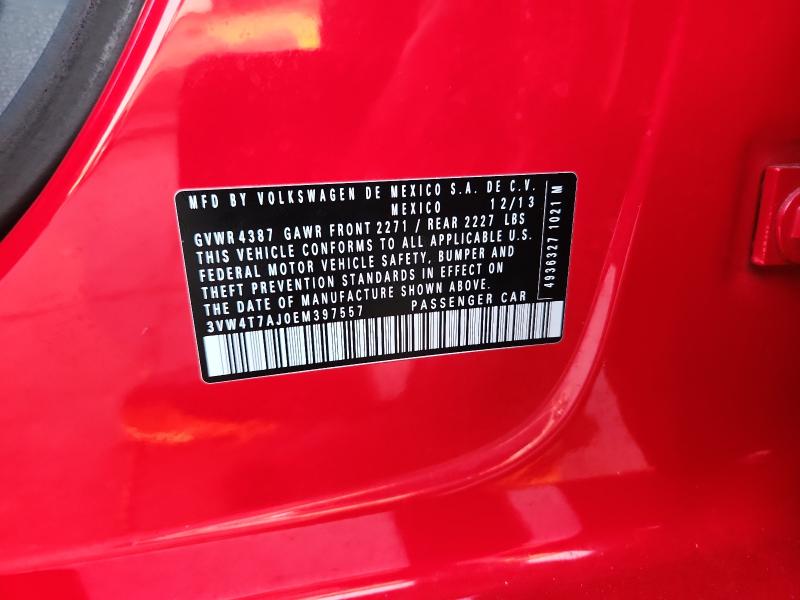 MFD BY VOLKSWAGEN DE MEXICO S.A. DE C.V.
MEXICO 12/13
GVWR 4387 GAWR FRONT 2271 / REAR 2227 LBS
THIS VEHICLE CONFORMS TO ALL APPLICABLE U.S.
FEDERAL MOTOR VEHICLE SAFETY, BUMPER AND
THEFT PREVENTION STANDARDS IN EFFECT ON
THE DATE OF MANUFACTURE SHOWN ABOVE.
3VW4T7AJ0EM397557 PASSENGER CAR
4936327 1021 M